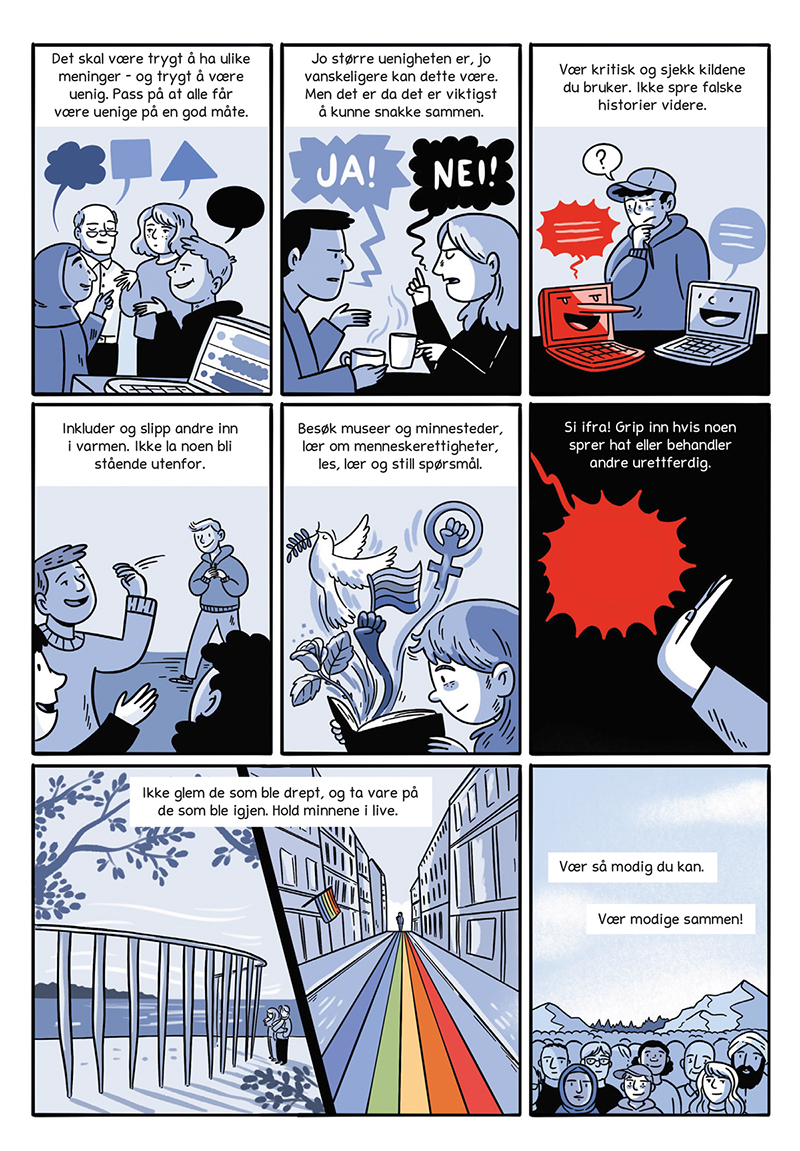 Det skal være trygt å ha ulike
meninger - og trygt å være
uenig. Pass på at alle får
være uenige på en god måte.
Jo større uenigheten er, jo
vanskeligere kan dette være.
Men det er da det er viktigst
å kunne snakke sammen.
JA!
NEI!
Vær kritisk og sjekk kildene
du bruker. Ikke spre falske
historier videre.
?
Inkluder og slipp andre inn
i varmen. Ikke la noen bli
stående utenfor.
Besøk museer og minnesteder,
lær om menneskerettigheter,
les, lær og still spørsmål.
Si ifra! Grip inn hvis noen
sprer hat eller behandler
andre urettferdig.
Ikke glem de som ble drept, og ta vare på
de som ble igjen. Hold minnene i live.
Vær så modig du kan.
Vær modige sammen!